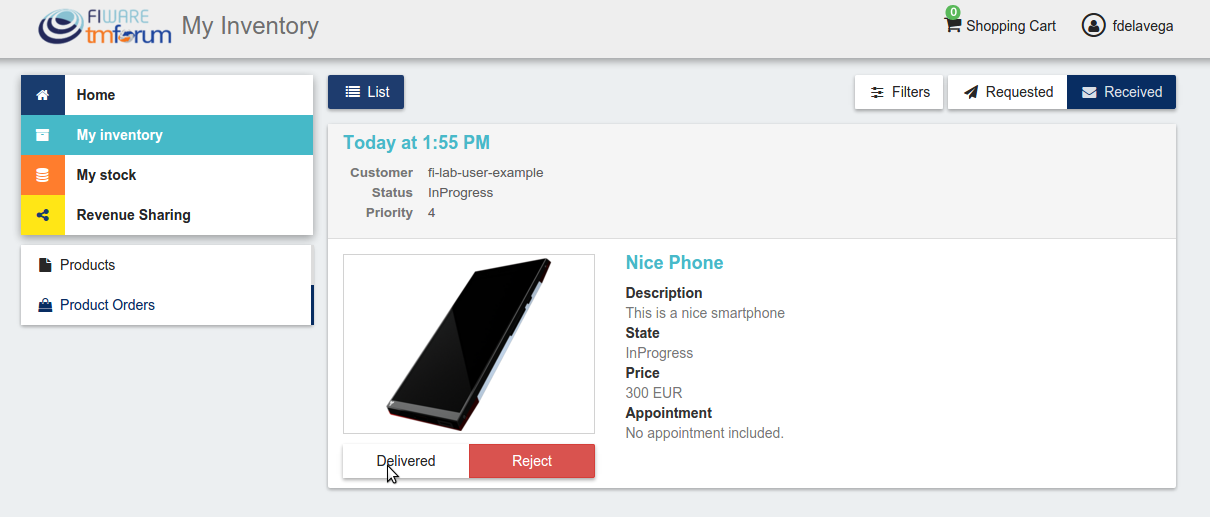 FIWARE
tmforum
My Inventory
0
Shopping Cart
fdelavega
Home
My inventory
My stock
Revenue Sharing
Products
Product Orders
List
Filters
Requested
Received
Today at 1:55 PM
Customer fi-lab-user-example
Status InProgress
Priority 4
Nice Phone
Description
This is a nice smartphone
State
InProgress
Price
300 EUR
Appointment
No appointment included.
Delivered
Reject